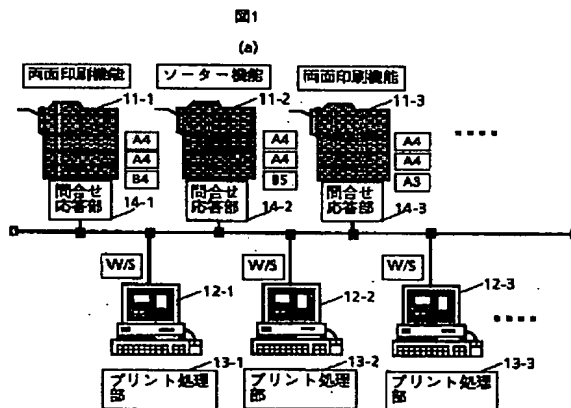 図1
(a)
両面印刷機能 ソーター機能 両面印刷機能
11-1 11-2 11-3
A4 A4 A4
A4 A4 A4
B4 B5 A3
問合せ 問合せ 問合せ
応答部 応答部 応答部
14-1 14-2 14-3
W/S W/S W/S
12-1 12-2 12-3
13-1 13-2 13-3
プリント処理 プリント処理 プリント処理
部 部 部